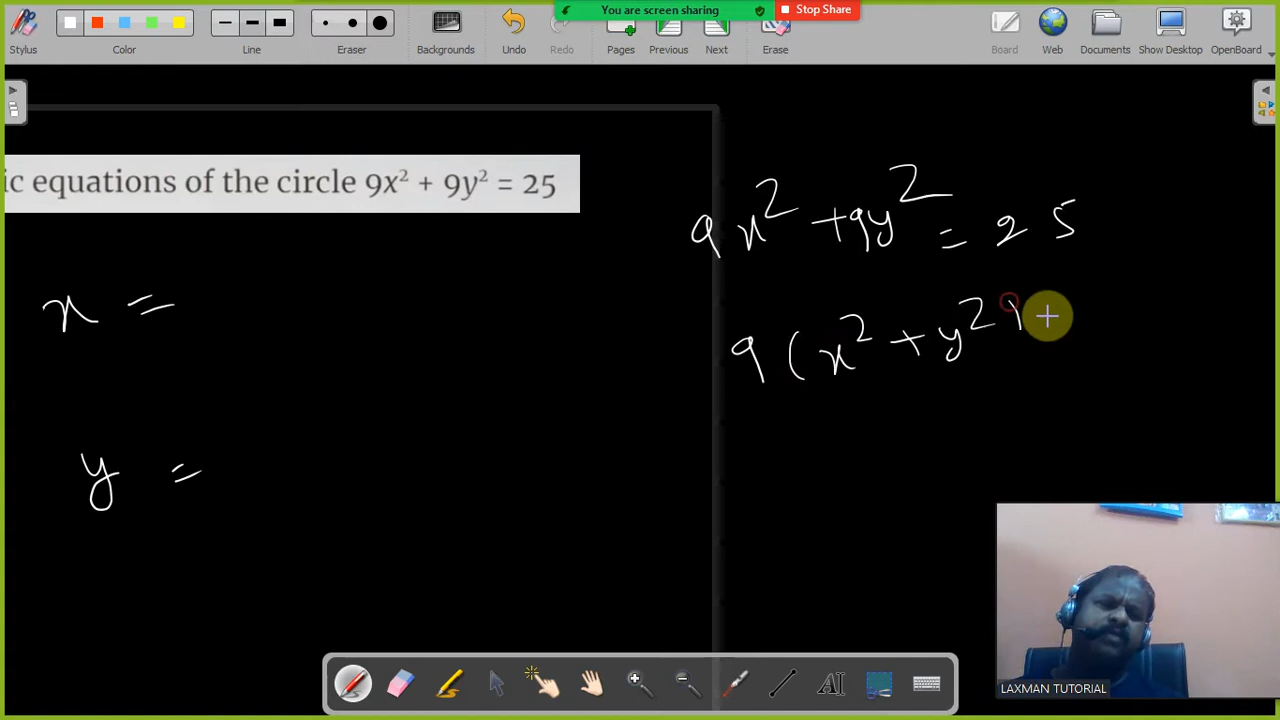 You are screen sharing
Stop Share
Stylus
Color
Line
Eraser
Backgrounds
Undo
Redo
Pages
Previous
Next
Erase
Board
Web
Documents
Show Desktop
OpenBoard
ic equations of the circle 9x² + 9y² = 25
9x² + 9y² = 25
x =
9(x² + y²)
y =
LAXMAN TUTORIAL
AI